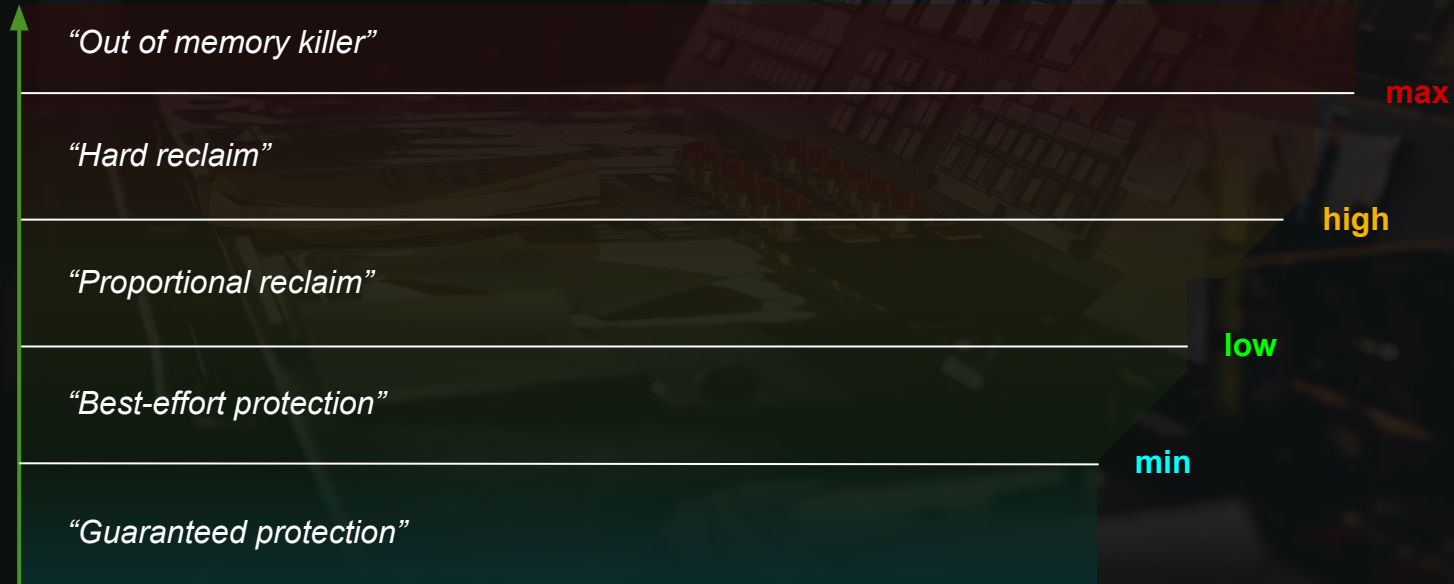 “Out of memory killer”
max
“Hard reclaim”
high
“Proportional reclaim”
low
“Best-effort protection”
min
“Guaranteed protection”